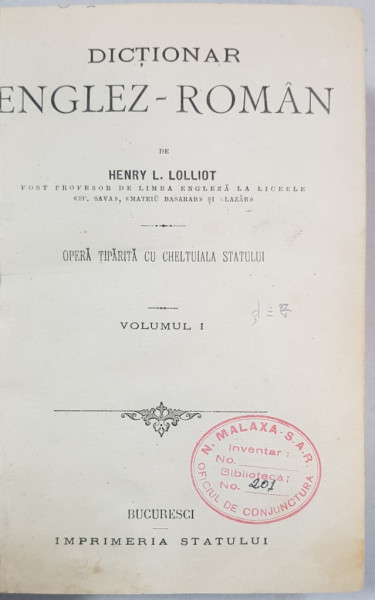 DICȚIONAR
ENGLEZ-ROMÂN
DE
HENRY L. LOLLIOT
FOST PROFESOR DE LIMBA ENGLEZĂ LA LICEELE
«SF. SAVA», «MATEIŬ BASARAB» ȘI «LAZĂR»
OPERĂ ȚIPĂRITĂ CU CHELTUIALA STATULUI
VOLUMUL I
N. MALAXA-S.A.R.
Inventar:
No.
Biblioteca;
No. 201
OFICIUL DE CONJUNCTURA
BUCURESCI
IMPRIMERIA STATULUI